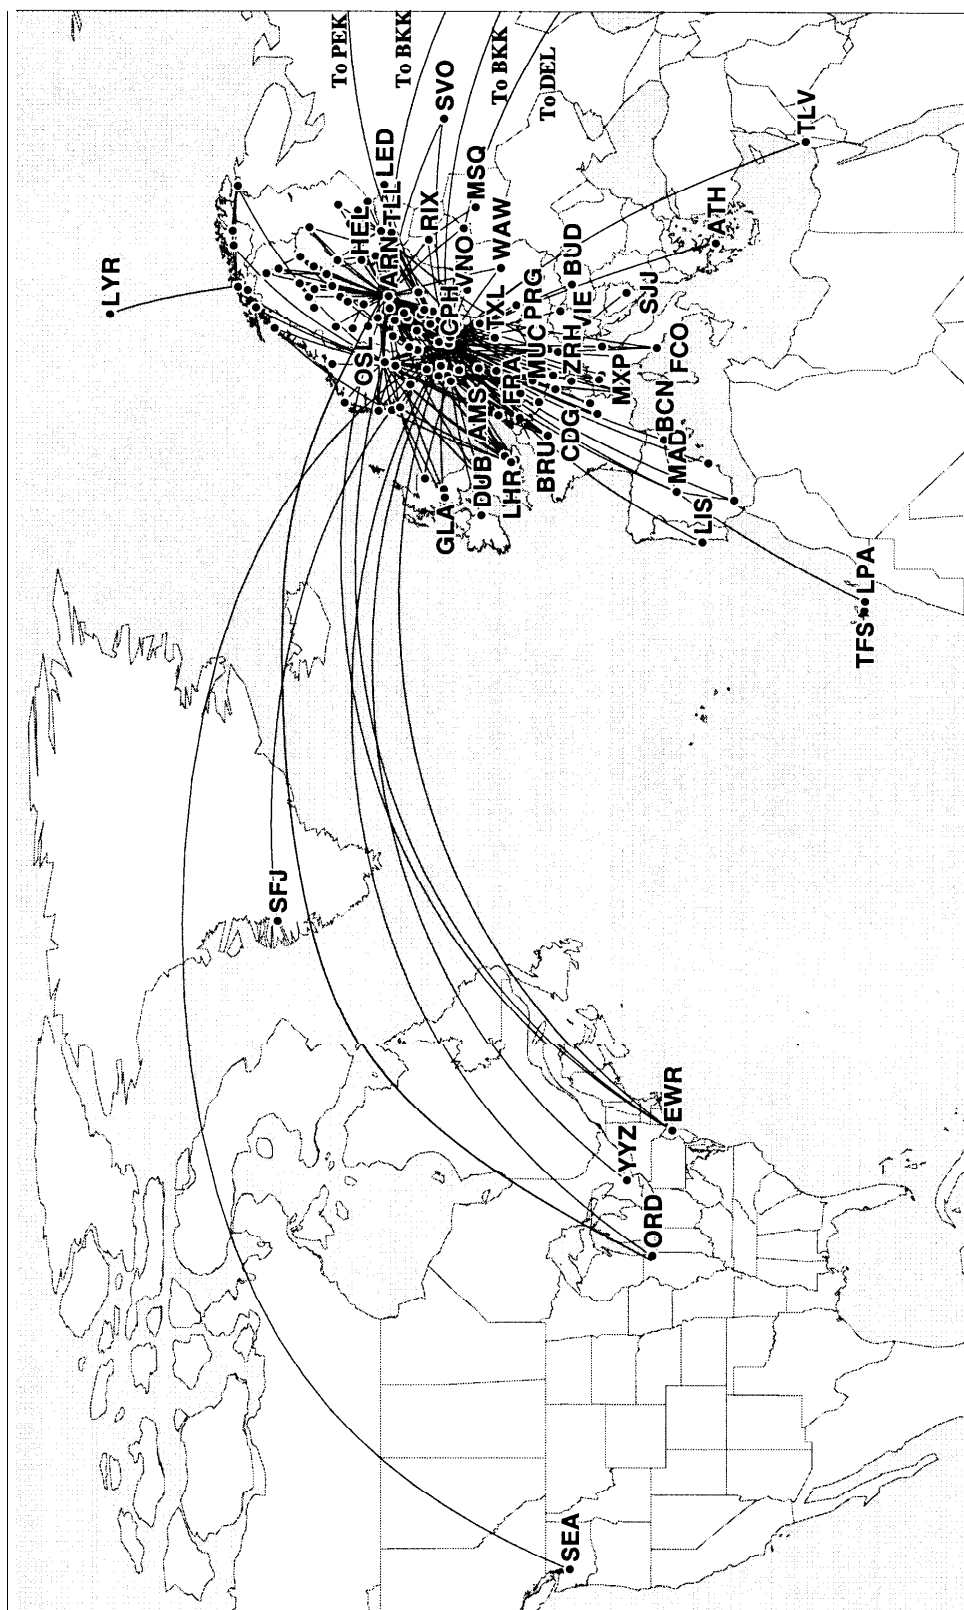 LYR
To PEK
To BKK
To BKK
To DEL
SVO
LED
TLL
HEL
ARN
RIX
MSQ
VNO
WAW
OSL
CPH
TXL
PRG
BUD
VIE
MUC
ZRH
SJJ
ATH
TLV
AMS
FRA
MXP
FCO
GLA
DUB
LHR
BRU
CDG
BCN
MAD
LIS
TFS
LPA
SFJ
EWR
YYZ
ORD
SEA